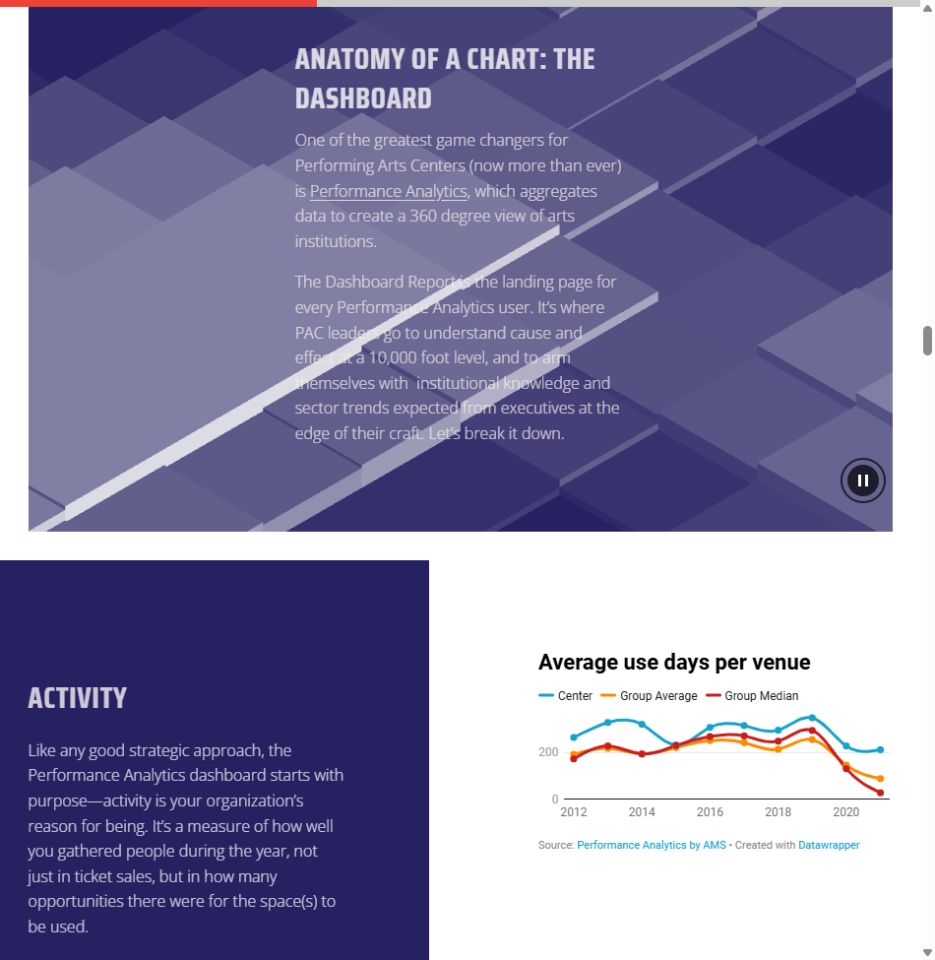 ANATOMY OF A CHART: THE
DASHBOARD
One of the greatest game changers for
Performing Arts Centers (now more than ever)
is Performance Analytics, which aggregates
data to create a 360 degree view of arts
institutions.
The Dashboard Report is the landing page for
every Performance Analytics user. It's where
PAC leaders go to understand cause and
effect at a 10,000 foot level, and to arm
themselves with  institutional knowledge and
sector trends expected from executives at the
edge of their craft. Let's break it down.
ACTIVITY
Like any good strategic approach, the
Performance Analytics dashboard starts with
purpose—activity is your organization's
reason for being. It's a measure of how well
you gathered people during the year, not
just in ticket sales, but in how many
opportunities there were for the space(s) to
be used.
Average use days per venue
Center Group Average Group Median
200
0
2012 2014 2016 2018 2020
Source: Performance Analytics by AMS • Created with Datawrapper